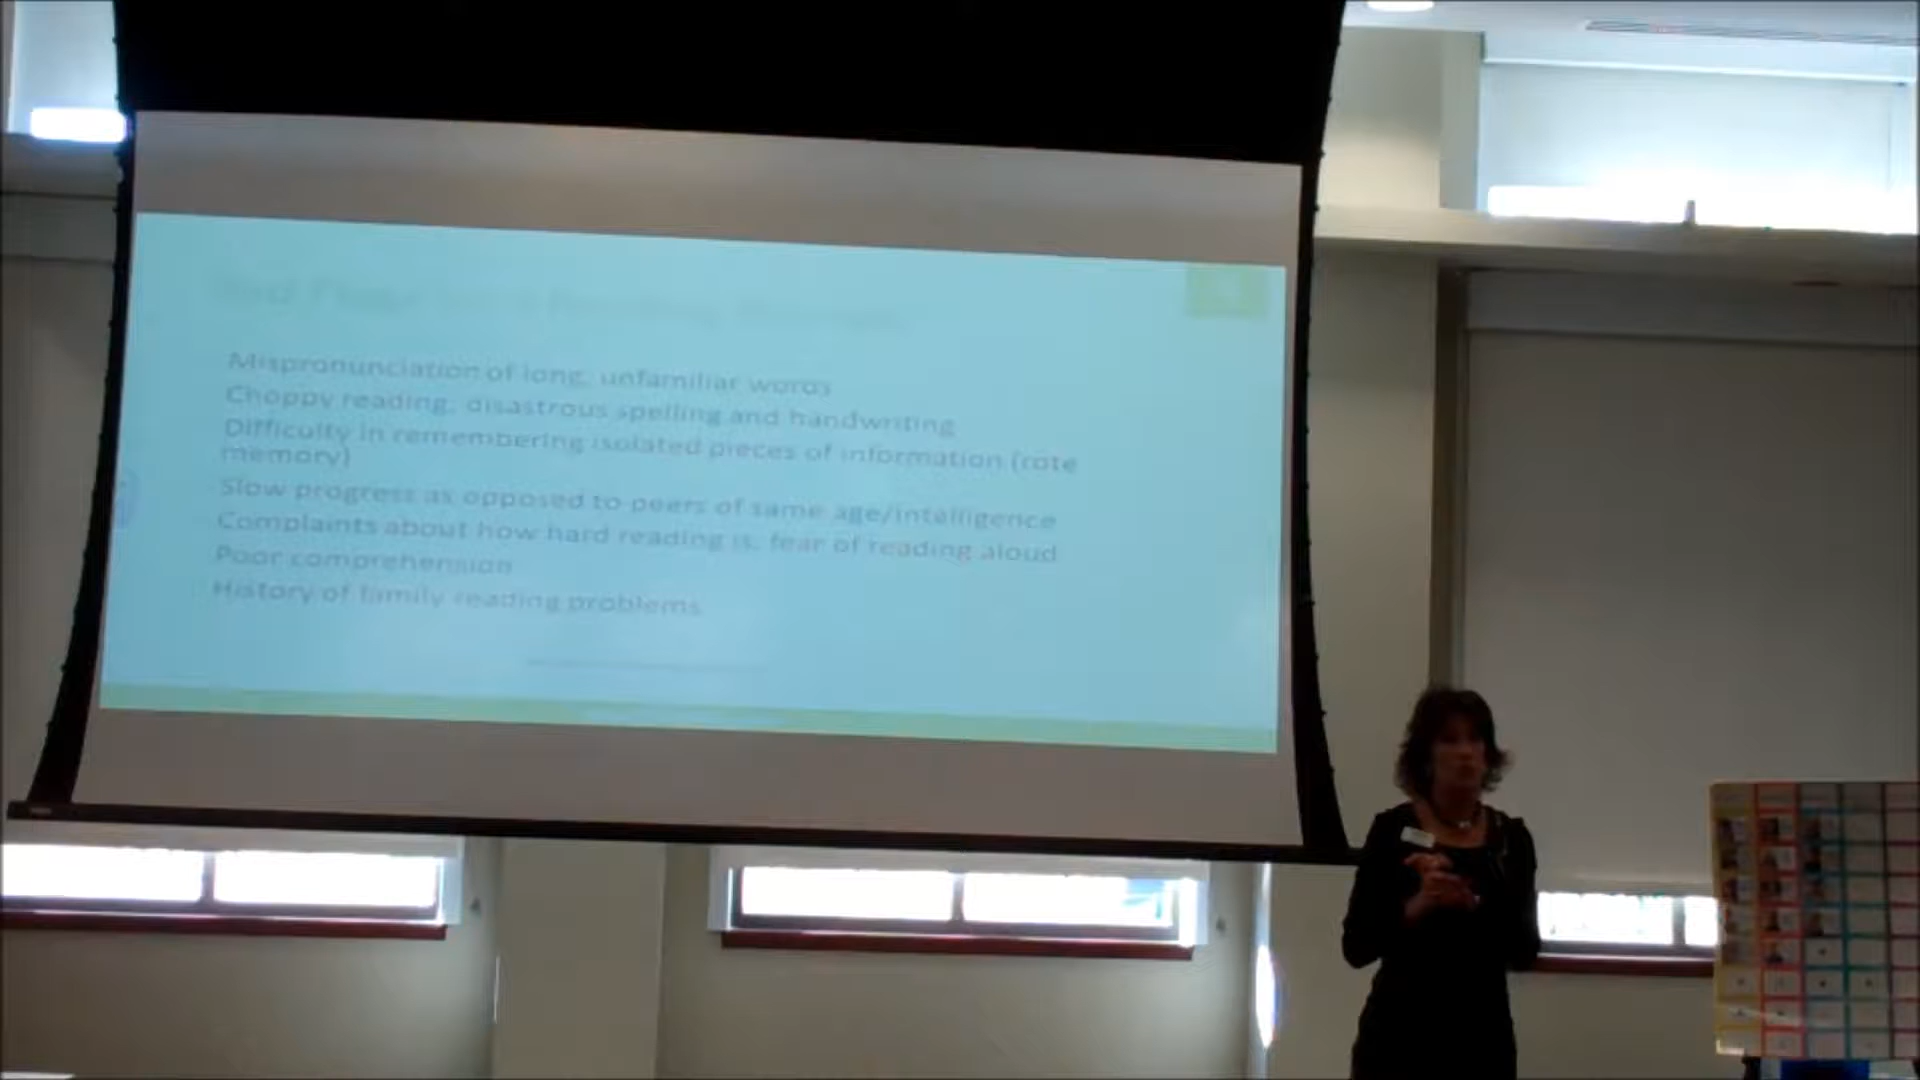 Mispronunciation of long, unfamiliar words
Choppy reading, disastrous spelling and handwriting
Difficulty in remembering isolated pieces of information (rote
memory)
Slow progress as opposed to peers of same age/intelligence
Complaints about how hard reading is, fear of reading aloud
Poor comprehension
History of family reading problems